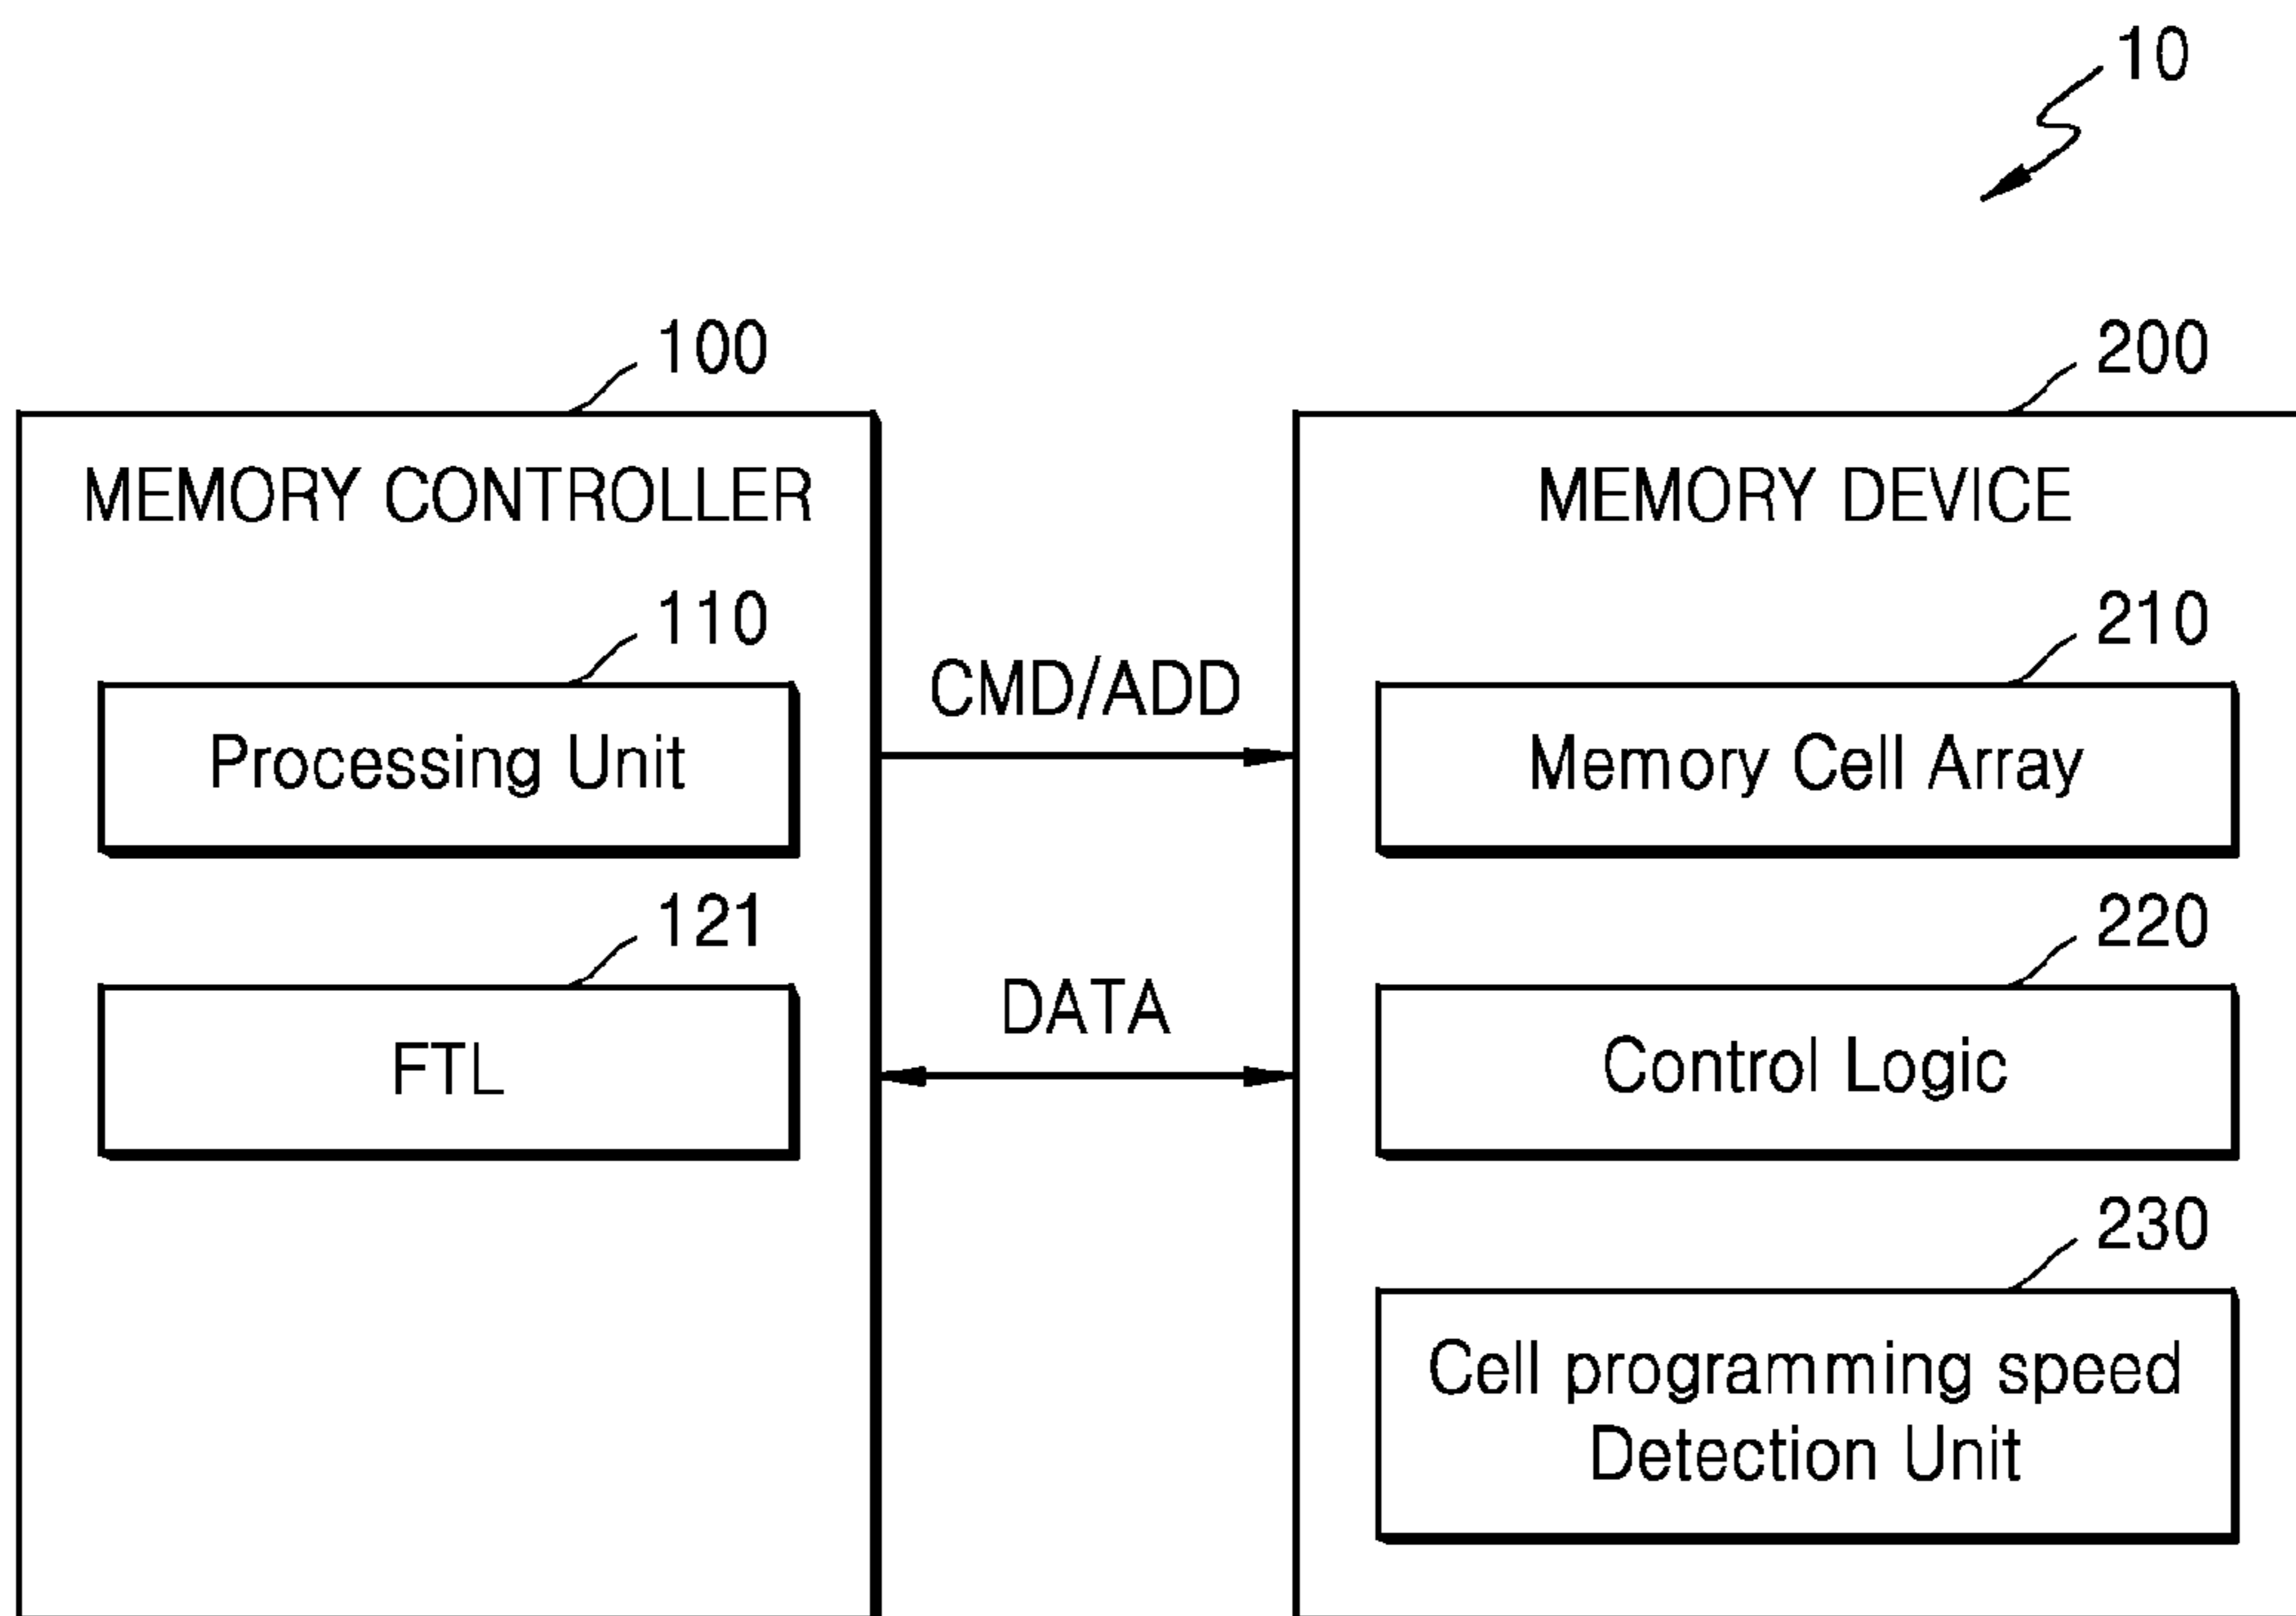 10
100
200
MEMORY CONTROLLER
MEMORY DEVICE
110
210
CMD/ADD
Processing Unit
Memory Cell Array
121
220
DATA
FTL
Control Logic
230
Cell programming speed
Detection Unit